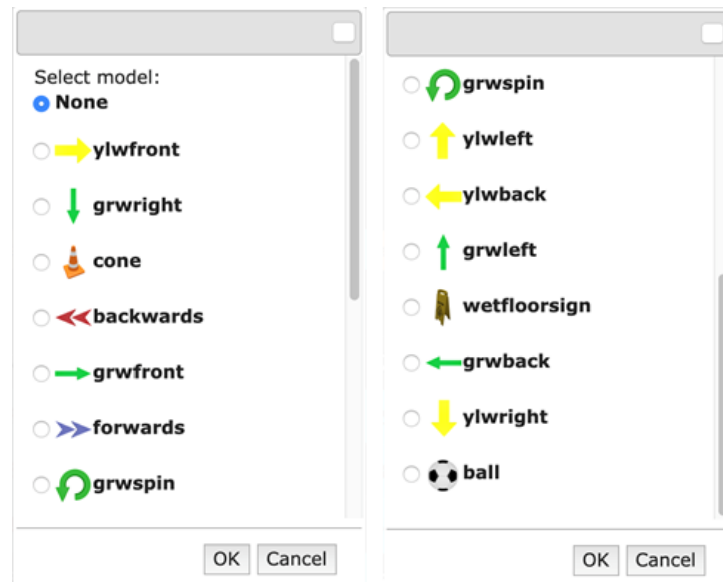 Select model:
None
ylwfront
grwright
cone
backwards
grwfront
forwards
grwspin
OK
Cancel
grwspin
ylwleft
ylwback
grwleft
wetfloorsign
grwback
ylwright
ball
OK
Cancel